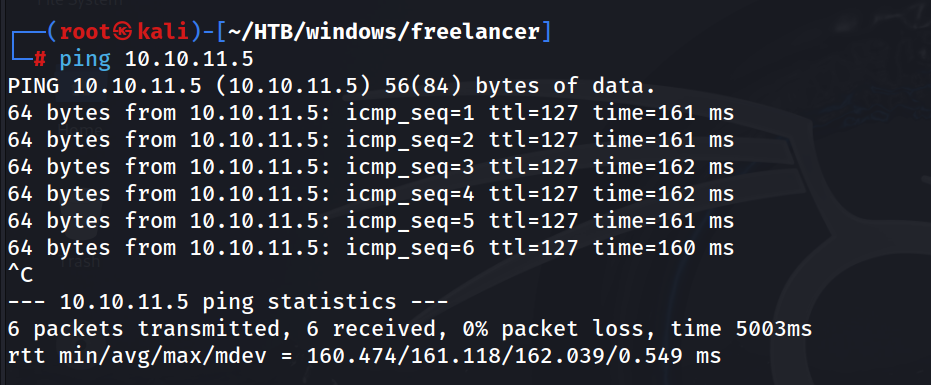 File System
┌──(root㉿kali)-[~/HTB/windows/freelancer]
└─# ping 10.10.11.5
PING 10.10.11.5 (10.10.11.5) 56(84) bytes of data.
64 bytes from 10.10.11.5: icmp_seq=1 ttl=127 time=161 ms
64 bytes from 10.10.11.5: icmp_seq=2 ttl=127 time=161 ms
64 bytes from 10.10.11.5: icmp_seq=3 ttl=127 time=162 ms
64 bytes from 10.10.11.5: icmp_seq=4 ttl=127 time=162 ms
64 bytes from 10.10.11.5: icmp_seq=5 ttl=127 time=161 ms
64 bytes from 10.10.11.5: icmp_seq=6 ttl=127 time=160 ms
Trash
^C
--- 10.10.11.5 ping statistics ---
6 packets transmitted, 6 received, 0% packet loss, time 5003ms
rtt min/avg/max/mdev = 160.474/161.118/162.039/0.549 ms